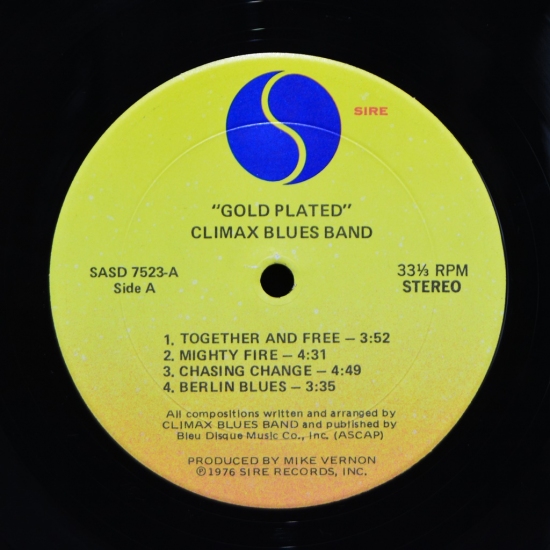 SIRE
"GOLD PLATED"
CLIMAX BLUES BAND
SASD 7523-A
Side A
33⅓ RPM
STEREO
1. TOGETHER AND FREE – 3:52
2. MIGHTY FIRE – 4:31
3. CHASING CHANGE – 4:49
4. BERLIN BLUES – 3:35
All compositions written and arranged by
CLIMAX BLUES BAND and published by
Bleu Disque Music Co., Inc. (ASCAP)
PRODUCED BY MIKE VERNON
℗1976 SIRE RECORDS, INC.